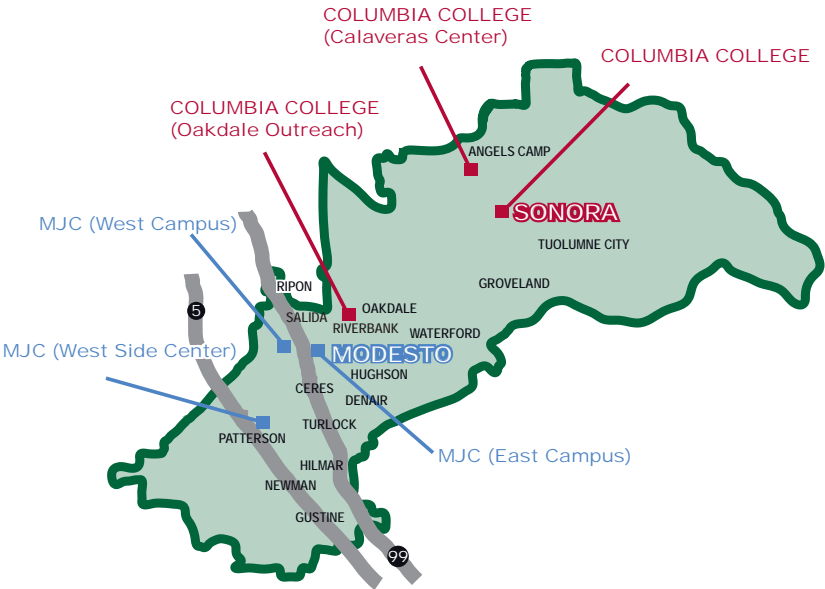 COLUMBIA COLLEGE
(Calaveras Center)
COLUMBIA COLLEGE
COLUMBIA COLLEGE
(Oakdale Outreach)
ANGELS CAMP
SONORA
MJC (West Campus)
TUOLUMNE CITY
GROVELAND
RIPON
5
OAKDALE
SALIDA
RIVERBANK
WATERFORD
MJC (West Side Center)
MODESTO
HUGHSON
CERES
DENAIR
TURLOCK
PATTERSON
MJC (East Campus)
HILMAR
NEWMAN
GUSTINE
99